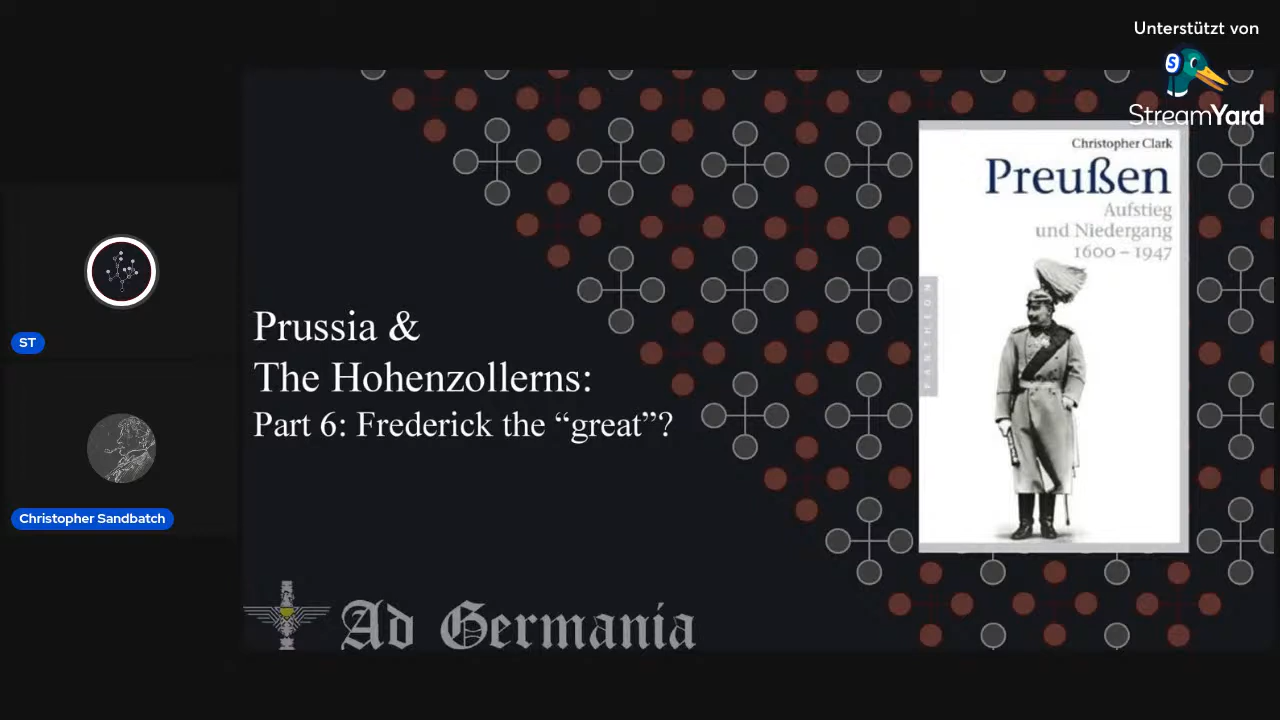 Unterstützt von
StreamYard
Christopher Clark
Preußen
Aufstieg
und Niedergang
1600 – 1947
PANTHEON
Prussia &
The Hohenzollerns:
Part 6: Frederick the “great”?
ST
Christopher Sandbatch
Ad Germania